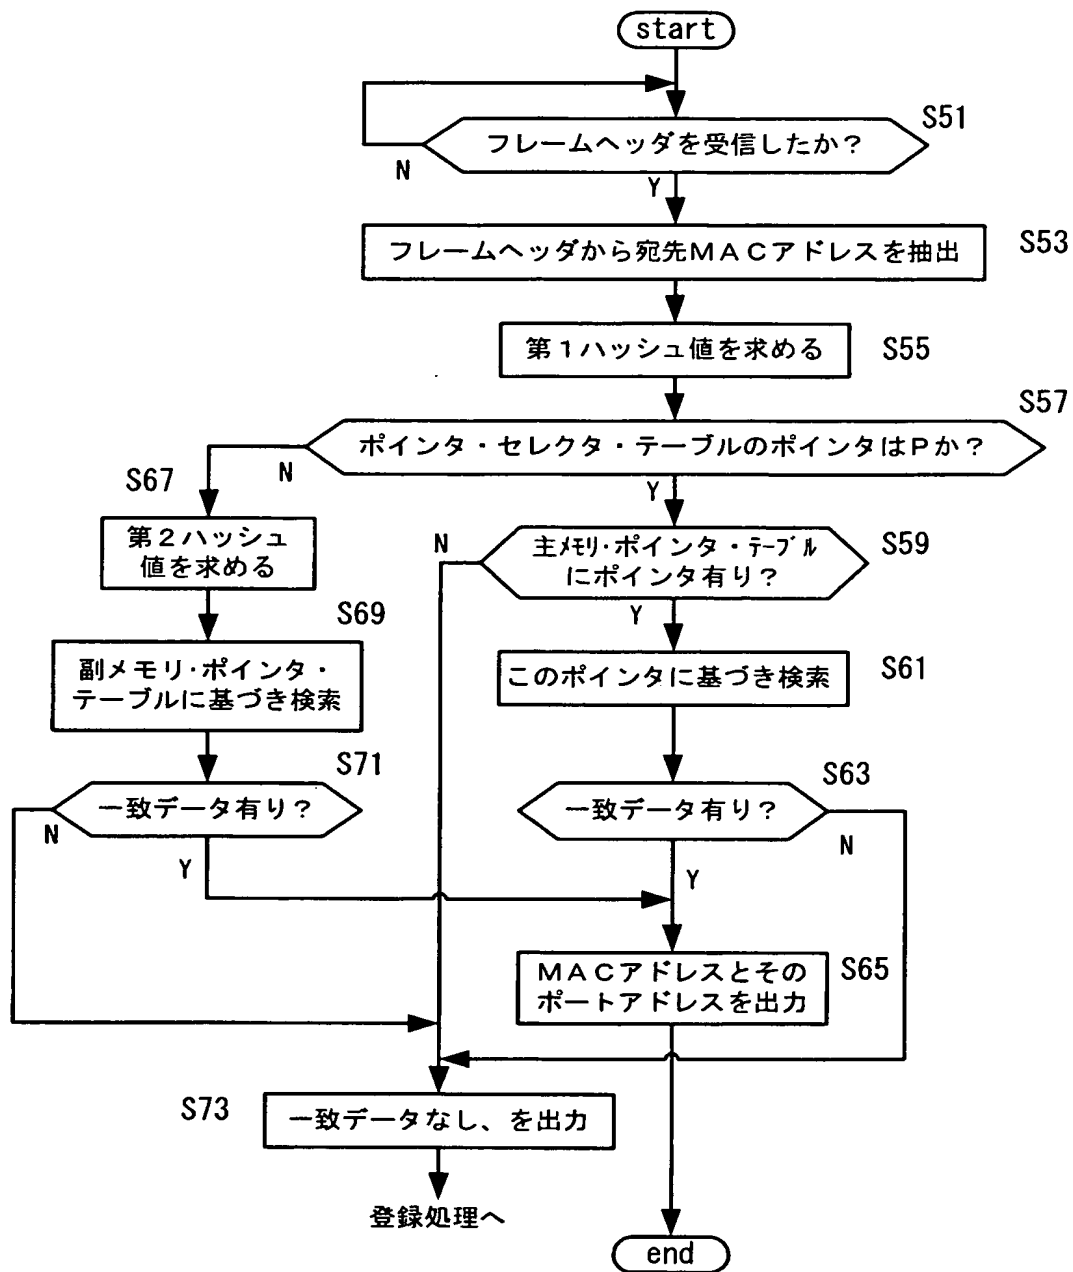 start
S51
フレームヘッダを受信したか？
N
Y
S53
フレームヘッダから宛先ＭＡＣアドレスを抽出
第１ハッシュ値を求める
S55
S57
ポインタ・セレクタ・テーブルのポインタはＰか？
N
Y
S67
第２ハッシュ
値を求める
N
主ﾒﾓﾘ･ポインタ・ﾃｰﾌﾞﾙ
にポインタ有り？
S59
Y
S69
副メモリ･ポインタ・
テーブルに基づき検索
このポインタに基づき検索
S61
S71
一致データ有り？
N
Y
S63
一致データ有り？
N
Y
ＭＡＣアドレスとその
ポートアドレスを出力
S65
S73
一致データなし、を出力
登録処理へ
end